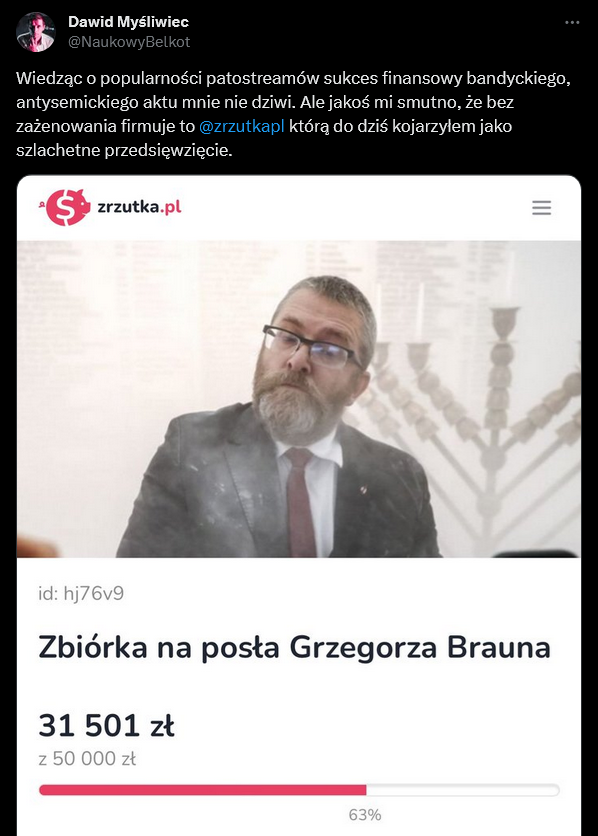 Dawid Myśliwiec
@NaukowyBelkot
Wiedząc o popularności patostreamów sukces finansowy bandyckiego,
antysemickiego aktu mnie nie dziwi. Ale jakoś mi smutno, że bez
zażenowania firmuje to @zrzutkapl którą do dziś kojarzyłem jako
szlachetne przedsięwzięcie.
zrzutka.pl
id: hj76v9
Zbiórka na posła Grzegorza Brauna
31 501 zł
z 50 000 zł
63%